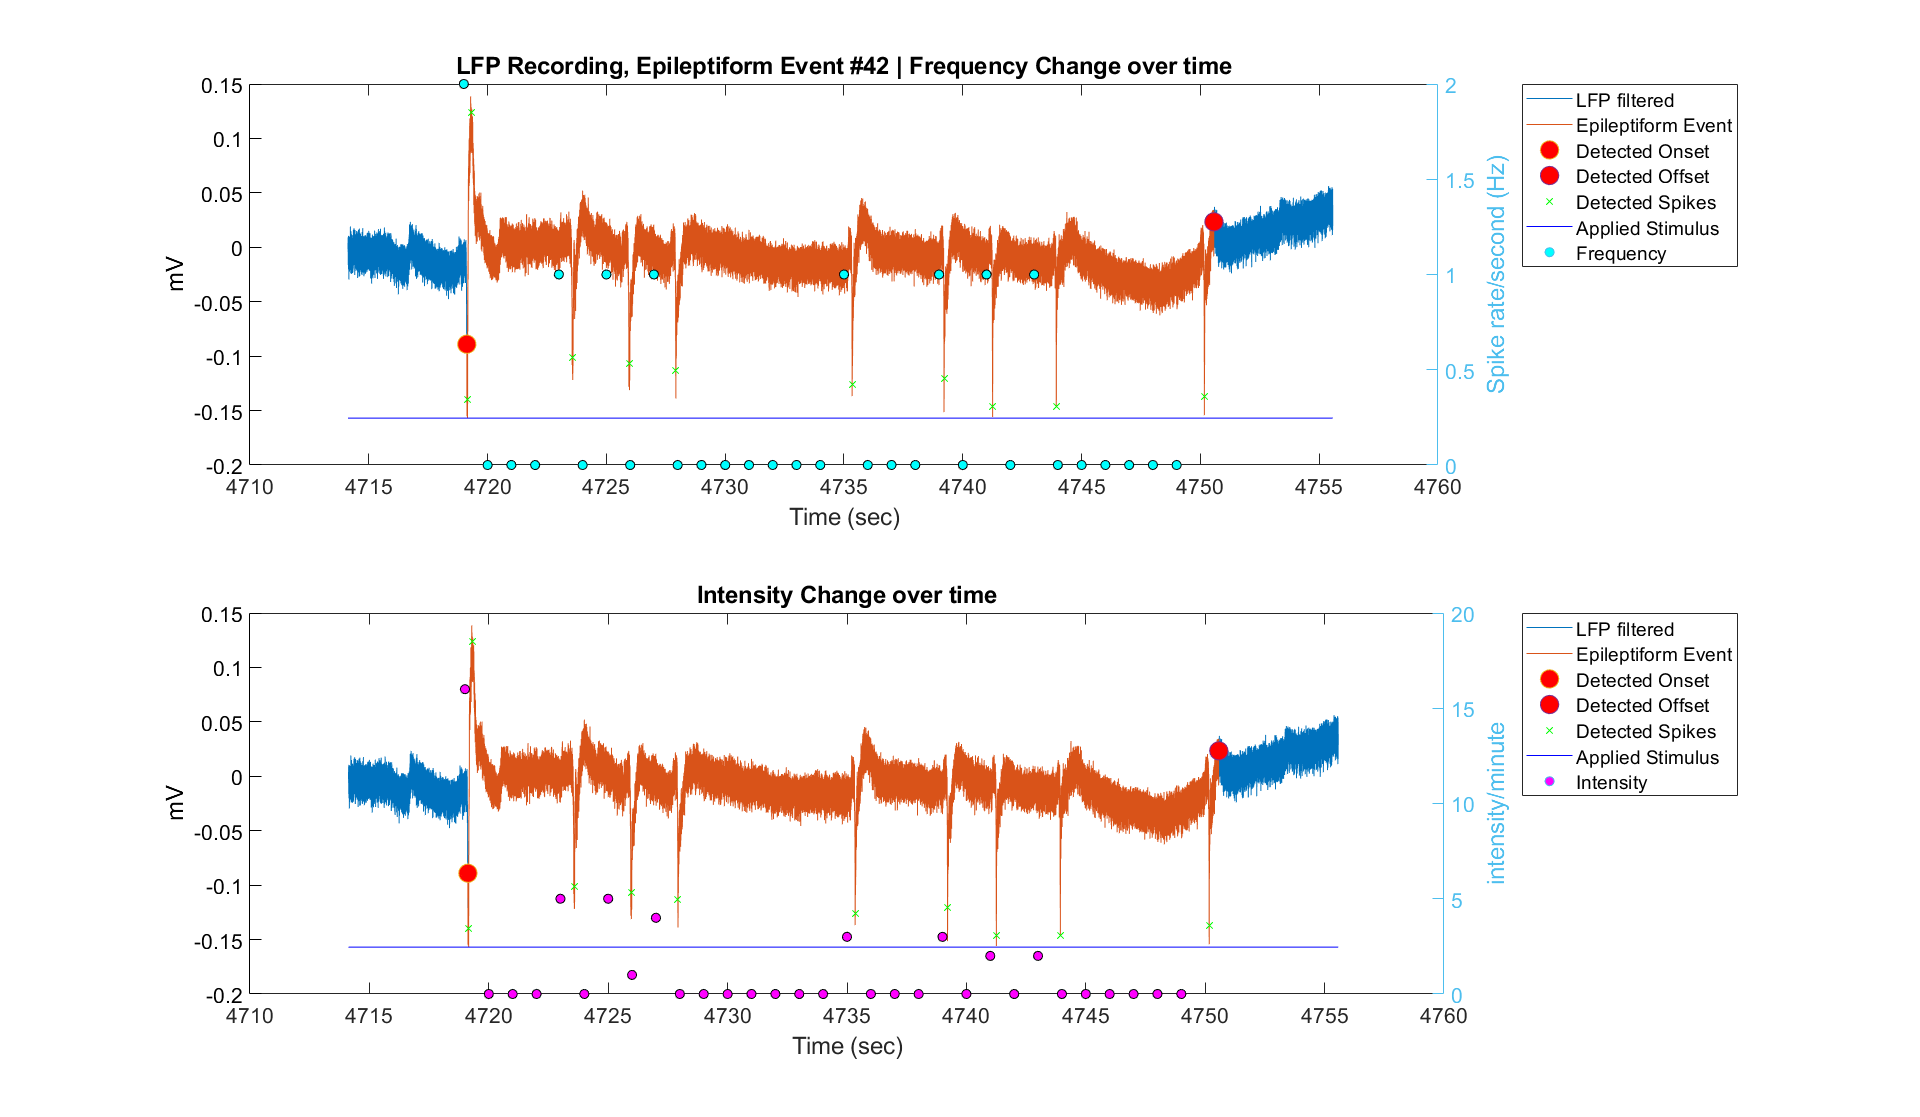 LFP Recording, Epileptiform Event #42 | Frequency Change over time
0.15
0.1
0.05
0
-0.05
-0.1
-0.15
-0.2
mV
4710 4715 4720 4725 4730 4735 4740 4745 4750 4755 4760
Time (sec)
2
1.5
1
0.5
0
Spike rate/second (Hz)
LFP filtered
Epileptiform Event
Detected Onset
Detected Offset
Detected Spikes
Applied Stimulus
Frequency
Intensity Change over time
0.15
0.1
0.05
0
-0.05
-0.1
-0.15
-0.2
mV
4710 4715 4720 4725 4730 4735 4740 4745 4750 4755 4760
Time (sec)
20
15
10
5
0
intensity/minute
LFP filtered
Epileptiform Event
Detected Onset
Detected Offset
Detected Spikes
Applied Stimulus
Intensity